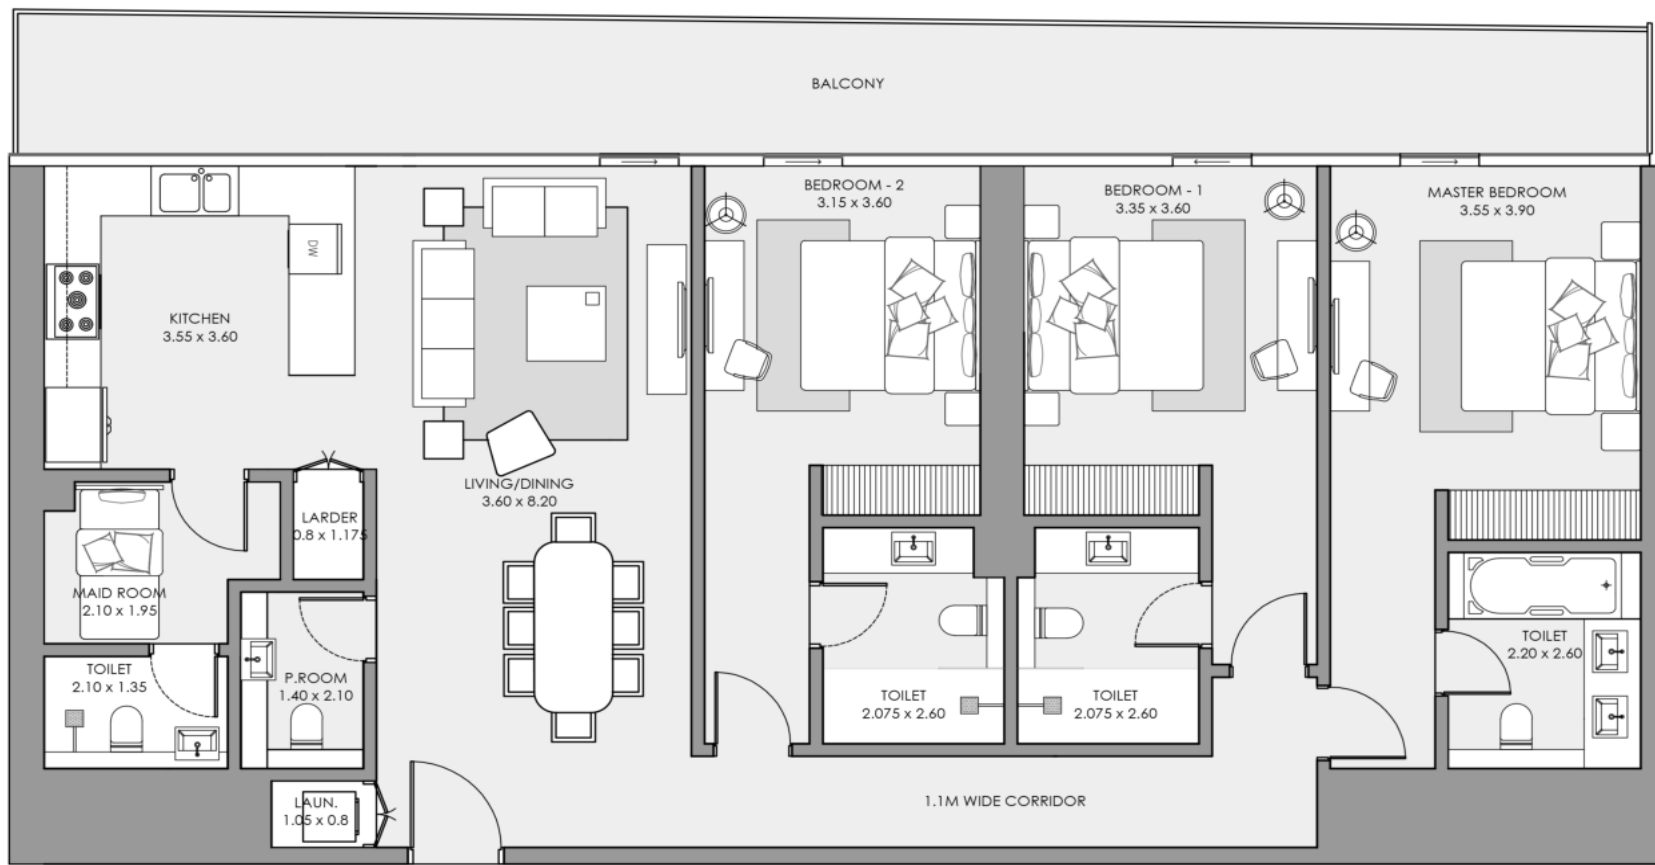 BALCONY
BEDROOM - 2
3.15 x 3.60
BEDROOM - 1
3.35 x 3.60
MASTER BEDROOM
3.55 x 3.90
DW
KITCHEN
3.55 x 3.60
LIVING/DINING
3.60 x 8.20
LARDER
0.8 x 1.175
MAID ROOM
2.10 x 1.95
TOILET
2.10 x 1.35
P.ROOM
1.40 x 2.10
TOILET
2.075 x 2.60
TOILET
2.075 x 2.60
TOILET
2.20 x 2.60
LAUN.
1.05 x 0.8
1.1M WIDE CORRIDOR